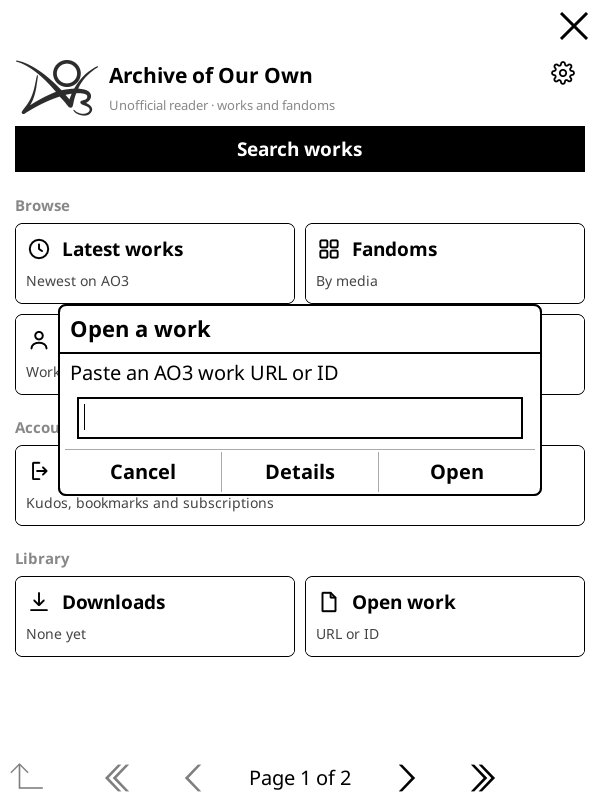 Archive of Our Own
Unofficial reader · works and fandoms
Search works
Browse
Latest works
Newest on AO3
Fandoms
By media
Open a work
Paste an AO3 work URL or ID
Cancel
Details
Open
Kudos, bookmarks and subscriptions
Library
Downloads
None yet
Open work
URL or ID
Page 1 of 2